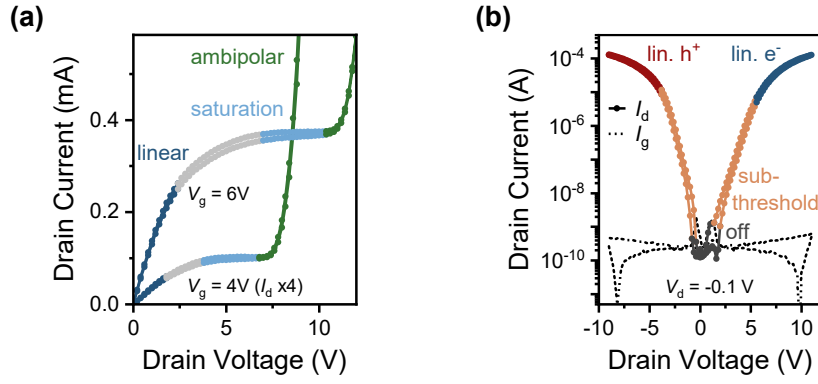 (a)
Drain Current (mA)
0.4
0.2
0.0
ambipolar
saturation
linear
V_g = 6V
V_g = 4V (I_d x4)
0 5 10
Drain Voltage (V)
(b)
Drain Current (A)
10⁻⁴
10⁻⁶
10⁻⁸
10⁻¹⁰
lin. h⁺ lin. e⁻
I_d
I_g
sub-
threshold
off
V_d = -0.1 V
-10 -5 0 5 10
Drain Voltage (V)